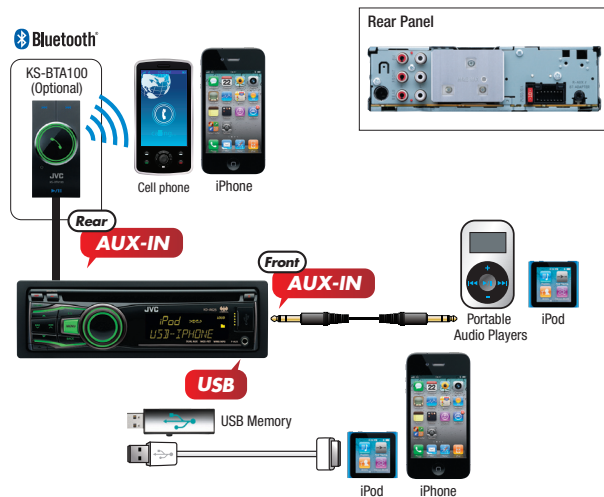 Bluetooth®
KS-BTA100
(Optional)
JVC
Cell phone
iPhone
Rear Panel
Rear
AUX-IN
Front
AUX-IN
JVC
iPod
USB-IPHONE
USB
Portable
Audio Players
iPod
USB Memory
iPod
iPhone